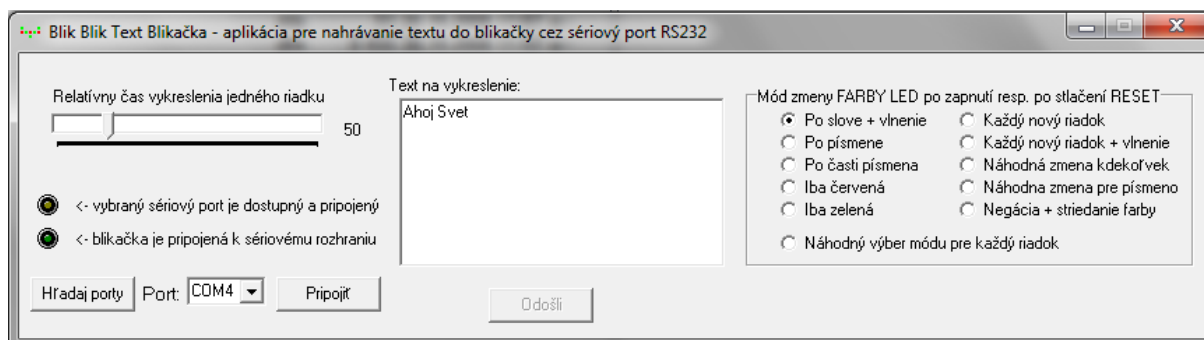 Blik Blik Text Blikačka - aplikácia pre nahrávanie textu do blikačky cez sériový port RS232
Relatívny čas vykreslenia jedného riadku
50
<- vybraný sériový port je dostupný a pripojený
<- blikačka je pripojená k sériovému rozhraniu
Hľadaj porty
Port:
COM4
Pripojiť
Text na vykreslenie:
Ahoj Svet
Odošli
Mód zmeny FARBY LED po zapnutí resp. po stlačení RESET
Po slove + vlnenie
Po písmene
Po časti písmena
Iba červená
Iba zelená
Každý nový riadok
Každý nový riadok + vlnenie
Náhodná zmena kdekoľvek
Náhodna zmena pre písmeno
Negácia + striedanie farby
Náhodný výber módu pre každý riadok